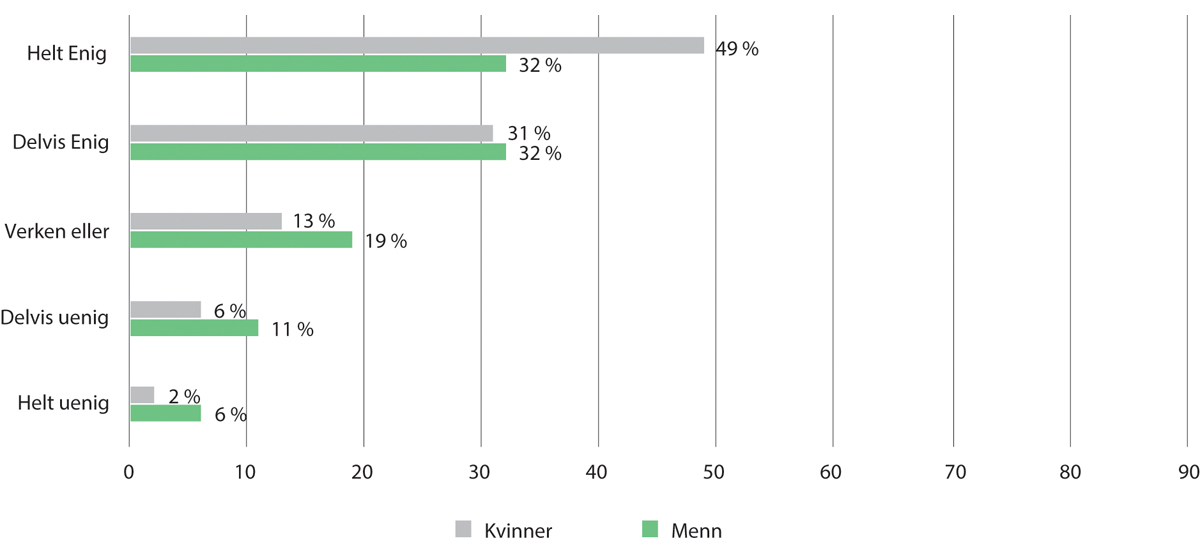 Helt Enig
49 %
32 %
Delvis Enig
31 %
32 %
Verken eller
13 %
19 %
Delvis uenig
6 %
11 %
Helt uenig
2 %
6 %
0 10 20 30 40 50 60 70 80 90
Kvinner Menn